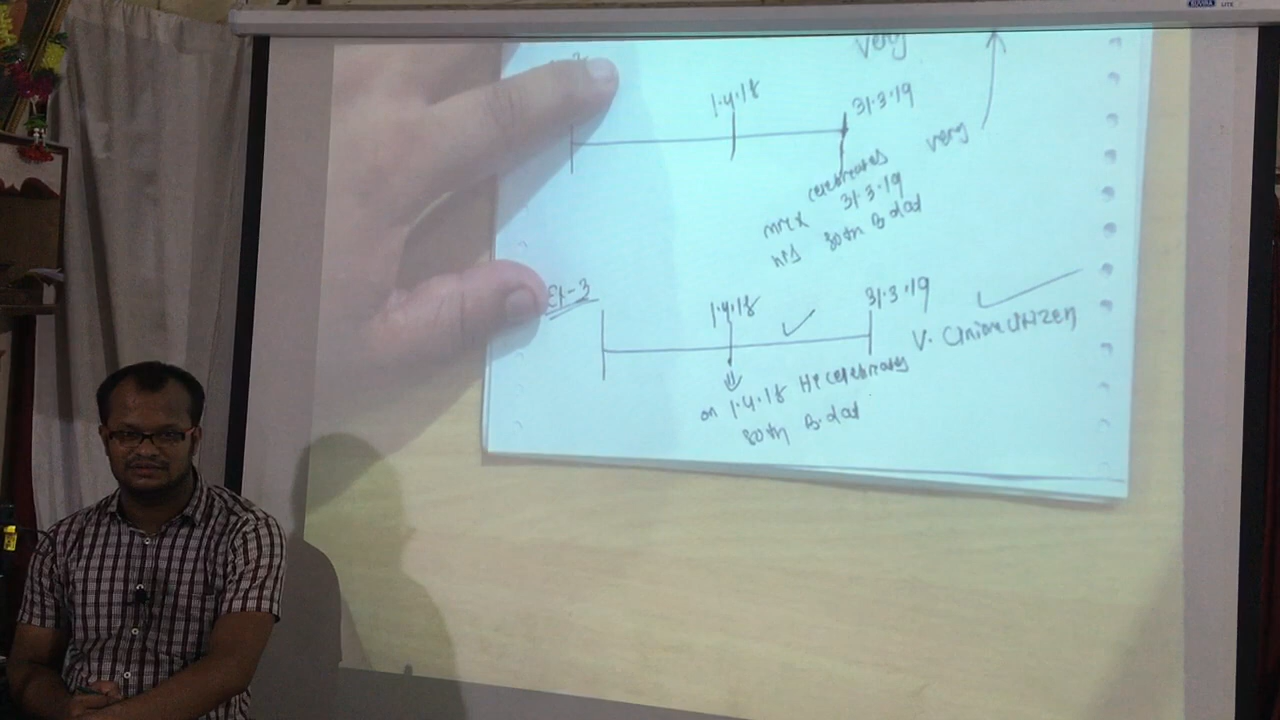 LITE
very
1.4.18
31.3.19
very
celebrates
Mr X 31.3.19
his 80th B.day
Ex-3
1.4.18
31.3.19
V. Senior Citizen
on 1.4.18 He celebrates
80th B.day